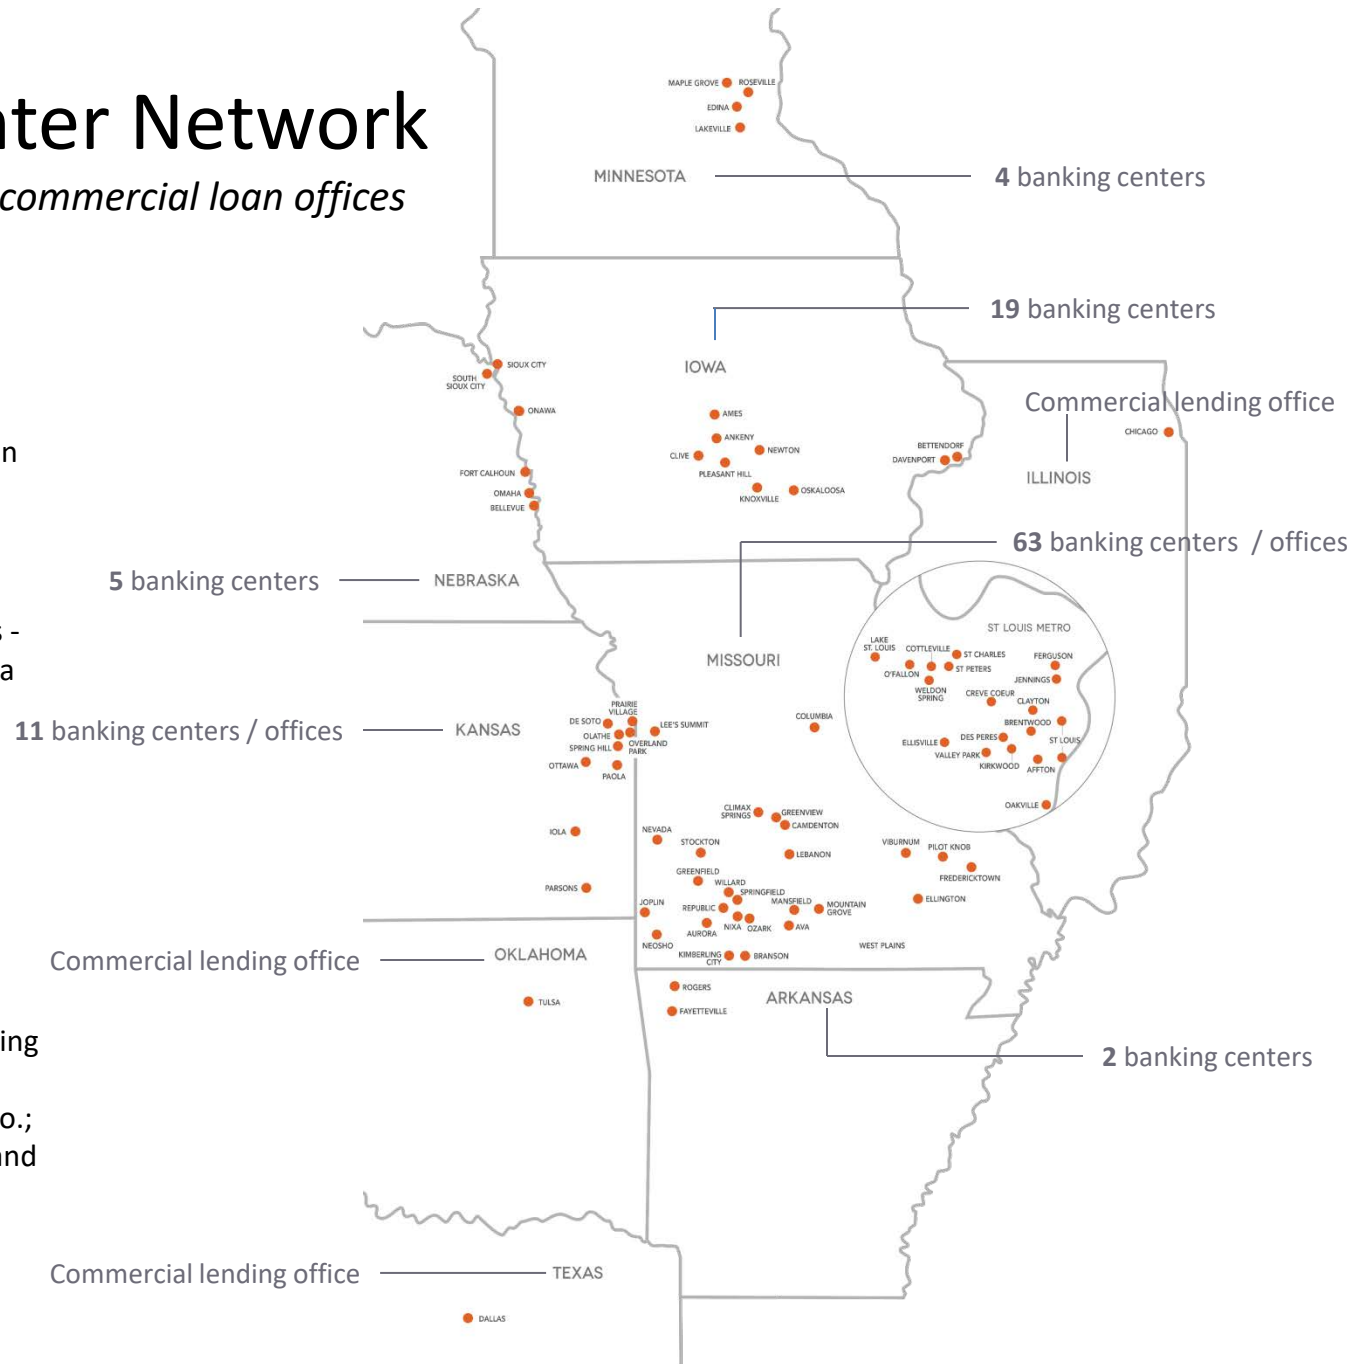 nter Network
commercial loan offices
MAPLE GROVE
ROSEVILLE
EDINA
LAKEVILLE
MINNESOTA
4 banking centers
19 banking centers
IOWA
SIOUX CITY
SOUTH
SIOUX CITY
ONAWA
AMES
ANKENY
CLIVE
NEWTON
PLEASANT HILL
KNOXVILLE
OSKALOOSA
BETTENDORF
DAVENPORT
Commercial lending office
CHICAGO
ILLINOIS
n
FORT CALHOUN
OMAHA
BELLEVUE
63 banking centers / offices
5 banking centers
NEBRASKA
s -
a
MISSOURI
ST LOUIS METRO
LAKE
ST. LOUIS
COTTLEVILLE
ST CHARLES
O'FALLON
ST PETERS
WELDON
SPRING
FERGUSON
JENNINGS
CREVE COEUR
CLAYTON
BRENTWOOD
DES PERES
ST LOUIS
ELLISVILLE
VALLEY PARK
KIRKWOOD
AFFTON
OAKVILLE
11 banking centers / offices
KANSAS
PRAIRIE
VILLAGE
DE SOTO
LEE'S SUMMIT
OLATHE
SPRING HILL
OVERLAND
PARK
OTTAWA
PAOLA
COLUMBIA
IOLA
PARSONS
CLIMAX
SPRINGS
GREENVIEW
CAMDENTON
NEVADA
STOCKTON
LEBANON
VIBURNUM
PILOT KNOB
FREDERICKTOWN
ELLINGTON
GREENFIELD
WILLARD
SPRINGFIELD
JOPLIN
REPUBLIC
MANSFIELD
MOUNTAIN
GROVE
AURORA
NIXA
OZARK
AVA
NEOSHO
WEST PLAINS
KIMBERLING
CITY
BRANSON
Commercial lending office
OKLAHOMA
TULSA
ROGERS
FAYETTEVILLE
ARKANSAS
2 banking centers
ing
o.;
and
Commercial lending office
TEXAS
DALLAS